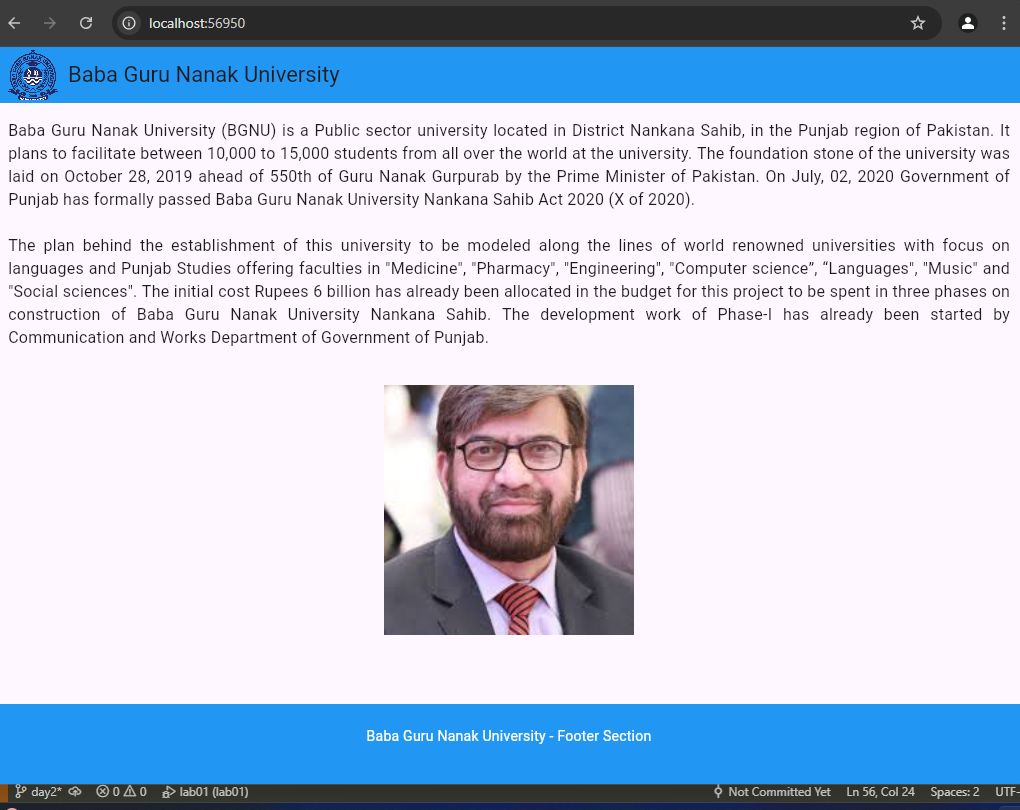 localhost:56950
Baba Guru Nanak University
Baba Guru Nanak University (BGNU) is a Public sector university located in District Nankana Sahib, in the Punjab region of Pakistan. It
plans to facilitate between 10,000 to 15,000 students from all over the world at the university. The foundation stone of the university was
laid on October 28, 2019 ahead of 550th of Guru Nanak Gurpurab by the Prime Minister of Pakistan. On July, 02, 2020 Government of
Punjab has formally passed Baba Guru Nanak University Nankana Sahib Act 2020 (X of 2020).
The plan behind the establishment of this university to be modeled along the lines of world renowned universities with focus on
languages and Punjab Studies offering faculties in "Medicine", "Pharmacy", "Engineering", "Computer science”, “Languages", "Music" and
"Social sciences". The initial cost Rupees 6 billion has already been allocated in the budget for this project to be spent in three phases on
construction of Baba Guru Nanak University Nankana Sahib. The development work of Phase-I has already been started by
Communication and Works Department of Government of Punjab.
Baba Guru Nanak University - Footer Section
day2* 0 0 lab01 (lab01) Not Committed Yet Ln 56, Col 24 Spaces: 2 UTF-